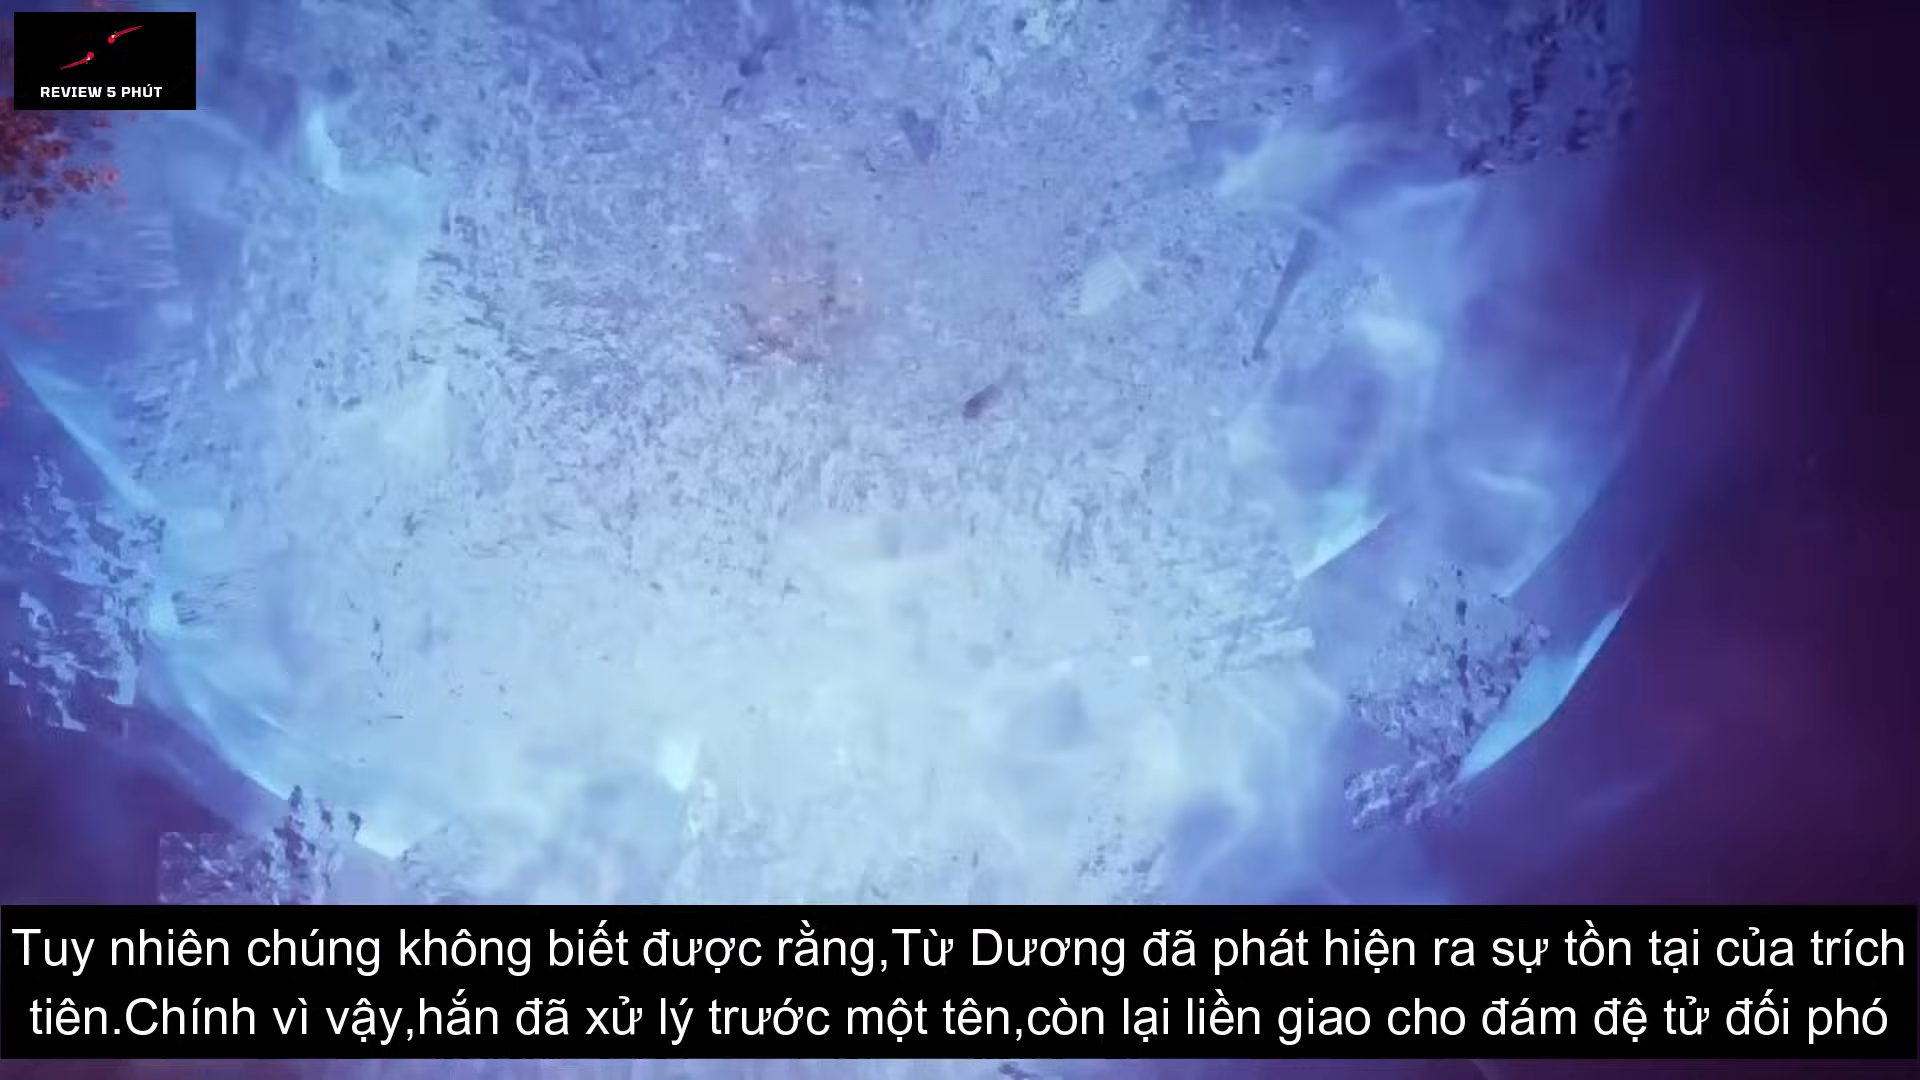 REVIEW 5 PHÚT
Tuy nhiên chúng không biết được rằng,Từ Dương đã phát hiện ra sự tồn tại của trích
tiên.Chính vì vậy,hắn đã xử lý trước một tên,còn lại liền giao cho đám đệ tử đối phó